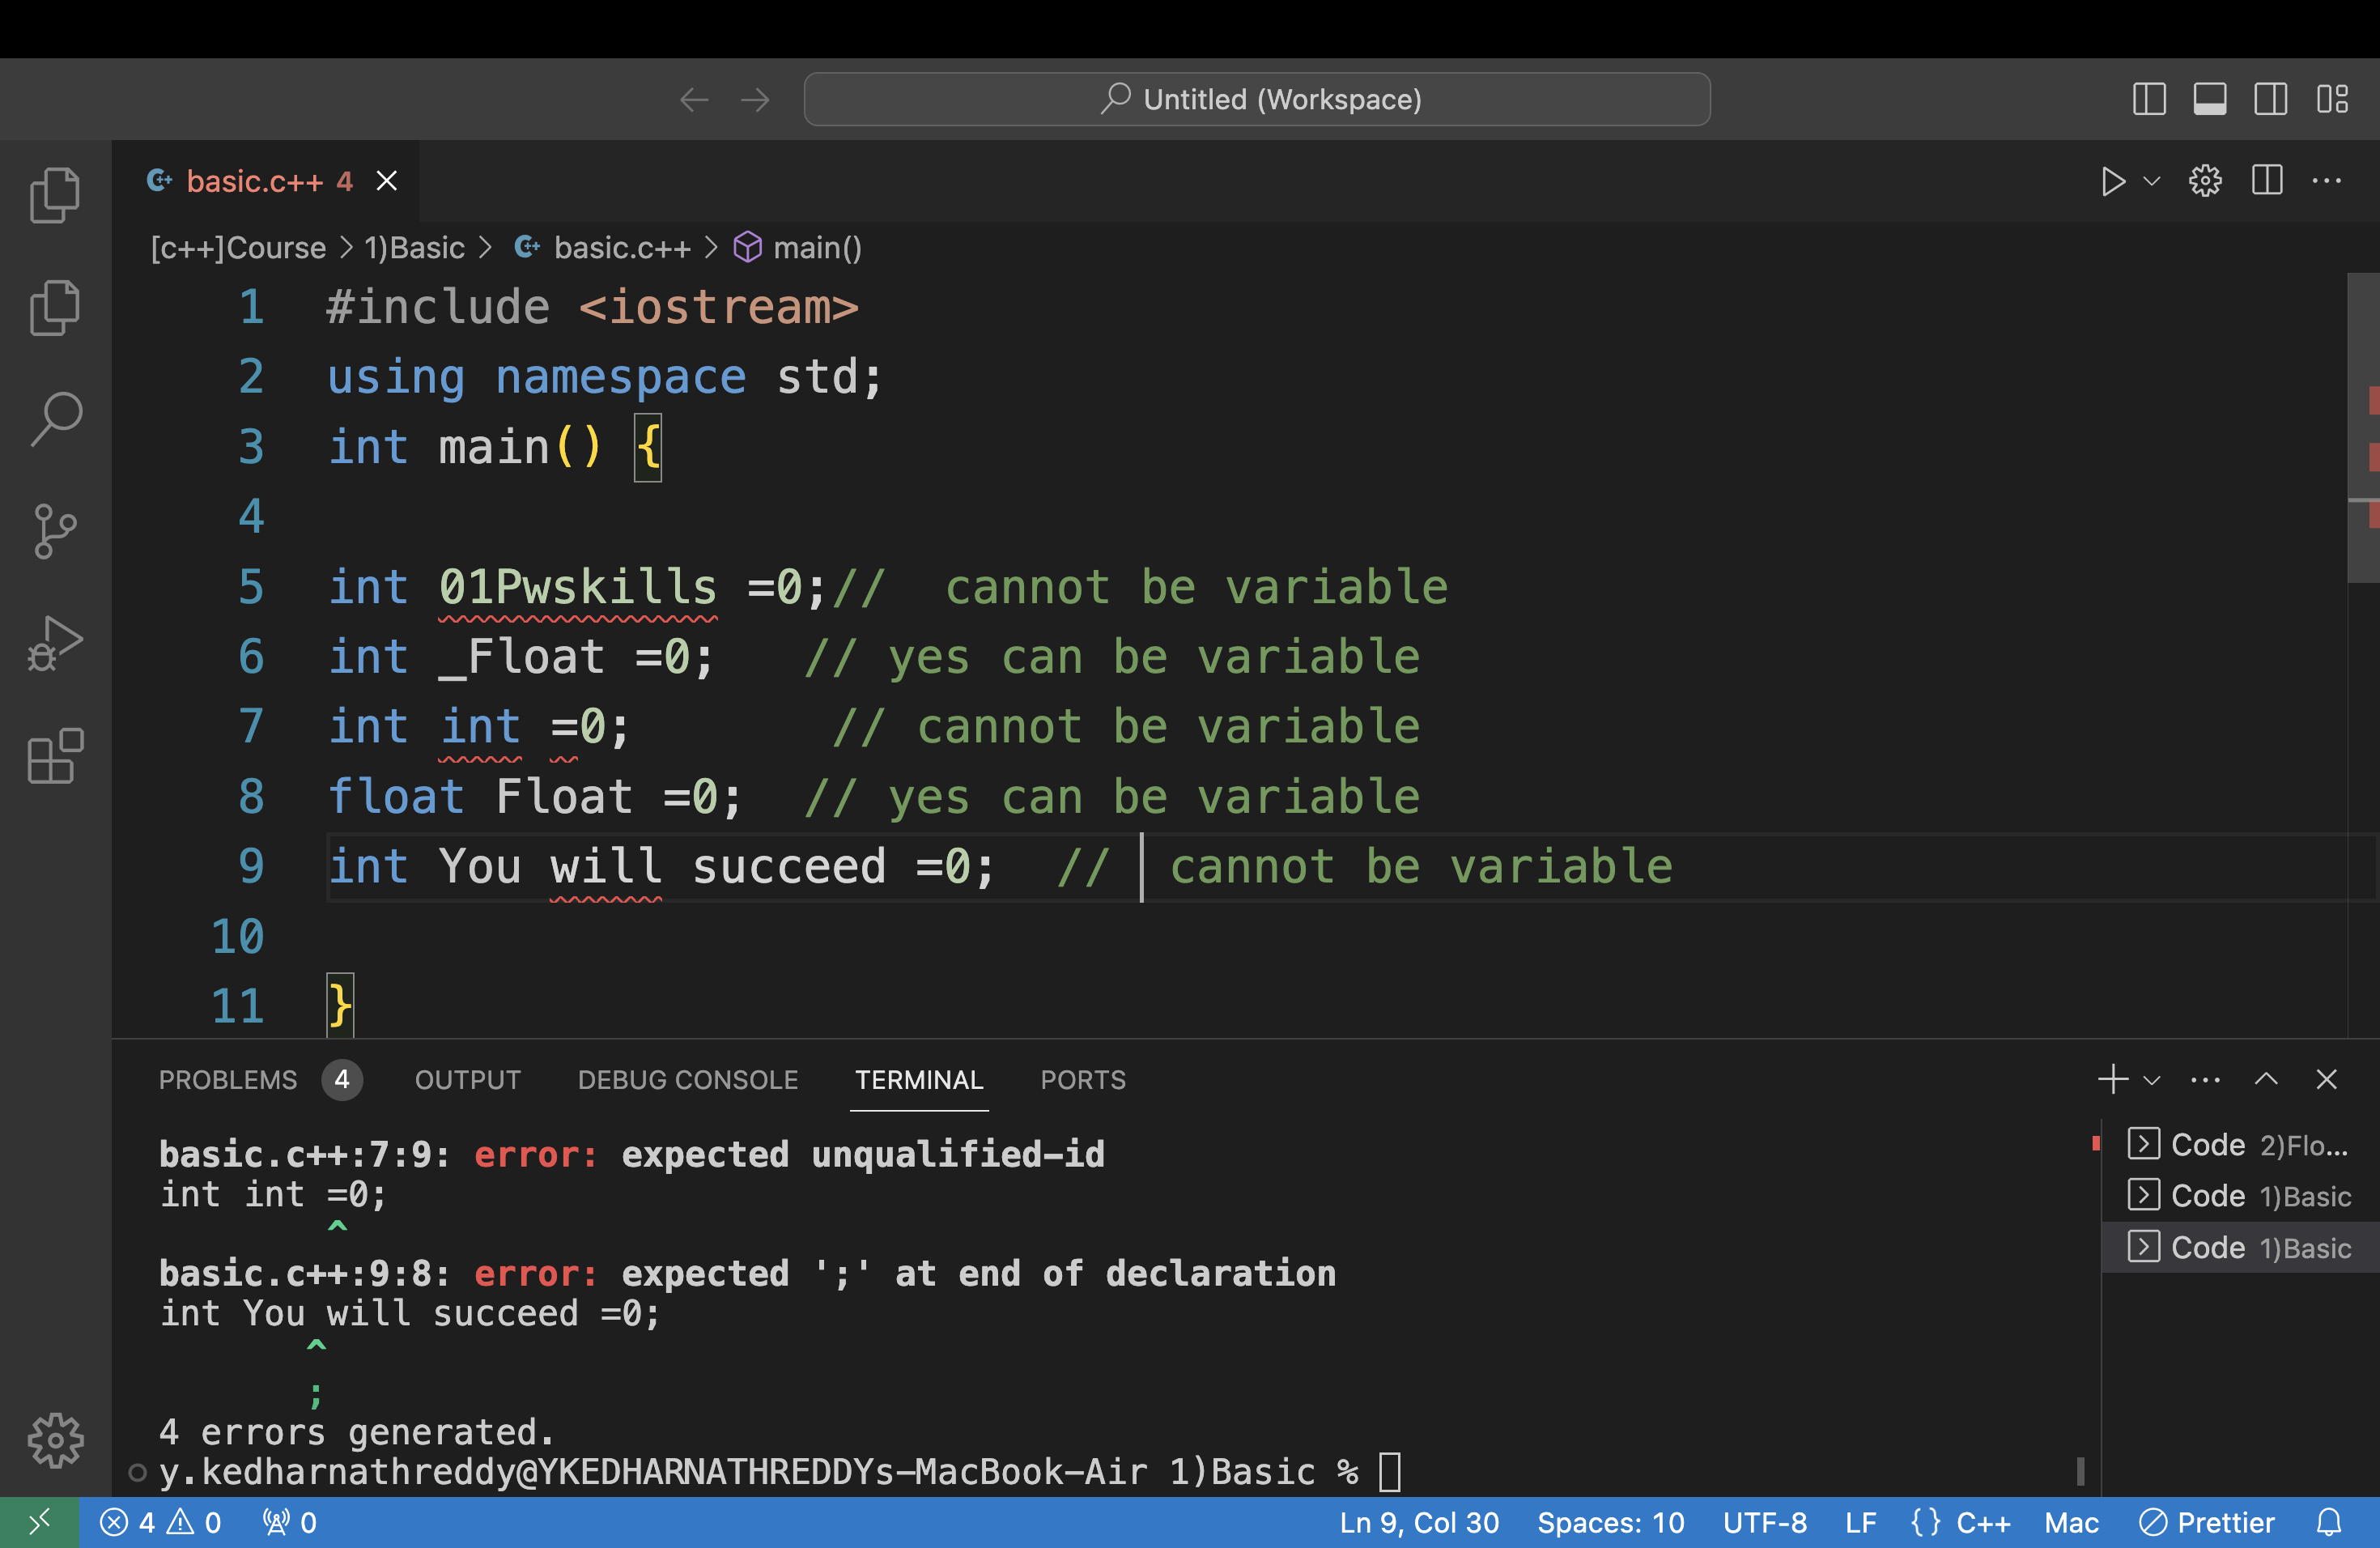 Untitled (Workspace)
basic.c++ 4
[c++]Course > 1)Basic > basic.c++ > main()
1 #include <iostream>
2 using namespace std;
3 int main() {
4
5 int 01Pwskills =0;//  cannot be variable
6 int _Float =0;   // yes can be variable
7 int int =0;       // cannot be variable
8 float Float =0;  // yes can be variable
9 int You will succeed =0;  //  cannot be variable
10
11 }
PROBLEMS 4 OUTPUT DEBUG CONSOLE TERMINAL PORTS
basic.c++:7:9: error: expected unqualified-id
int int =0;
^
basic.c++:9:8: error: expected ';' at end of declaration
int You will succeed =0;
^
;
4 errors generated.
y.kedharnathreddy@YKEDHARNATHREDDYs-MacBook-Air 1)Basic %
Code 2)Flo...
Code 1)Basic
Code 1)Basic
4 0 0 Ln 9, Col 30 Spaces: 10 UTF-8 LF {} C++ Mac Prettier